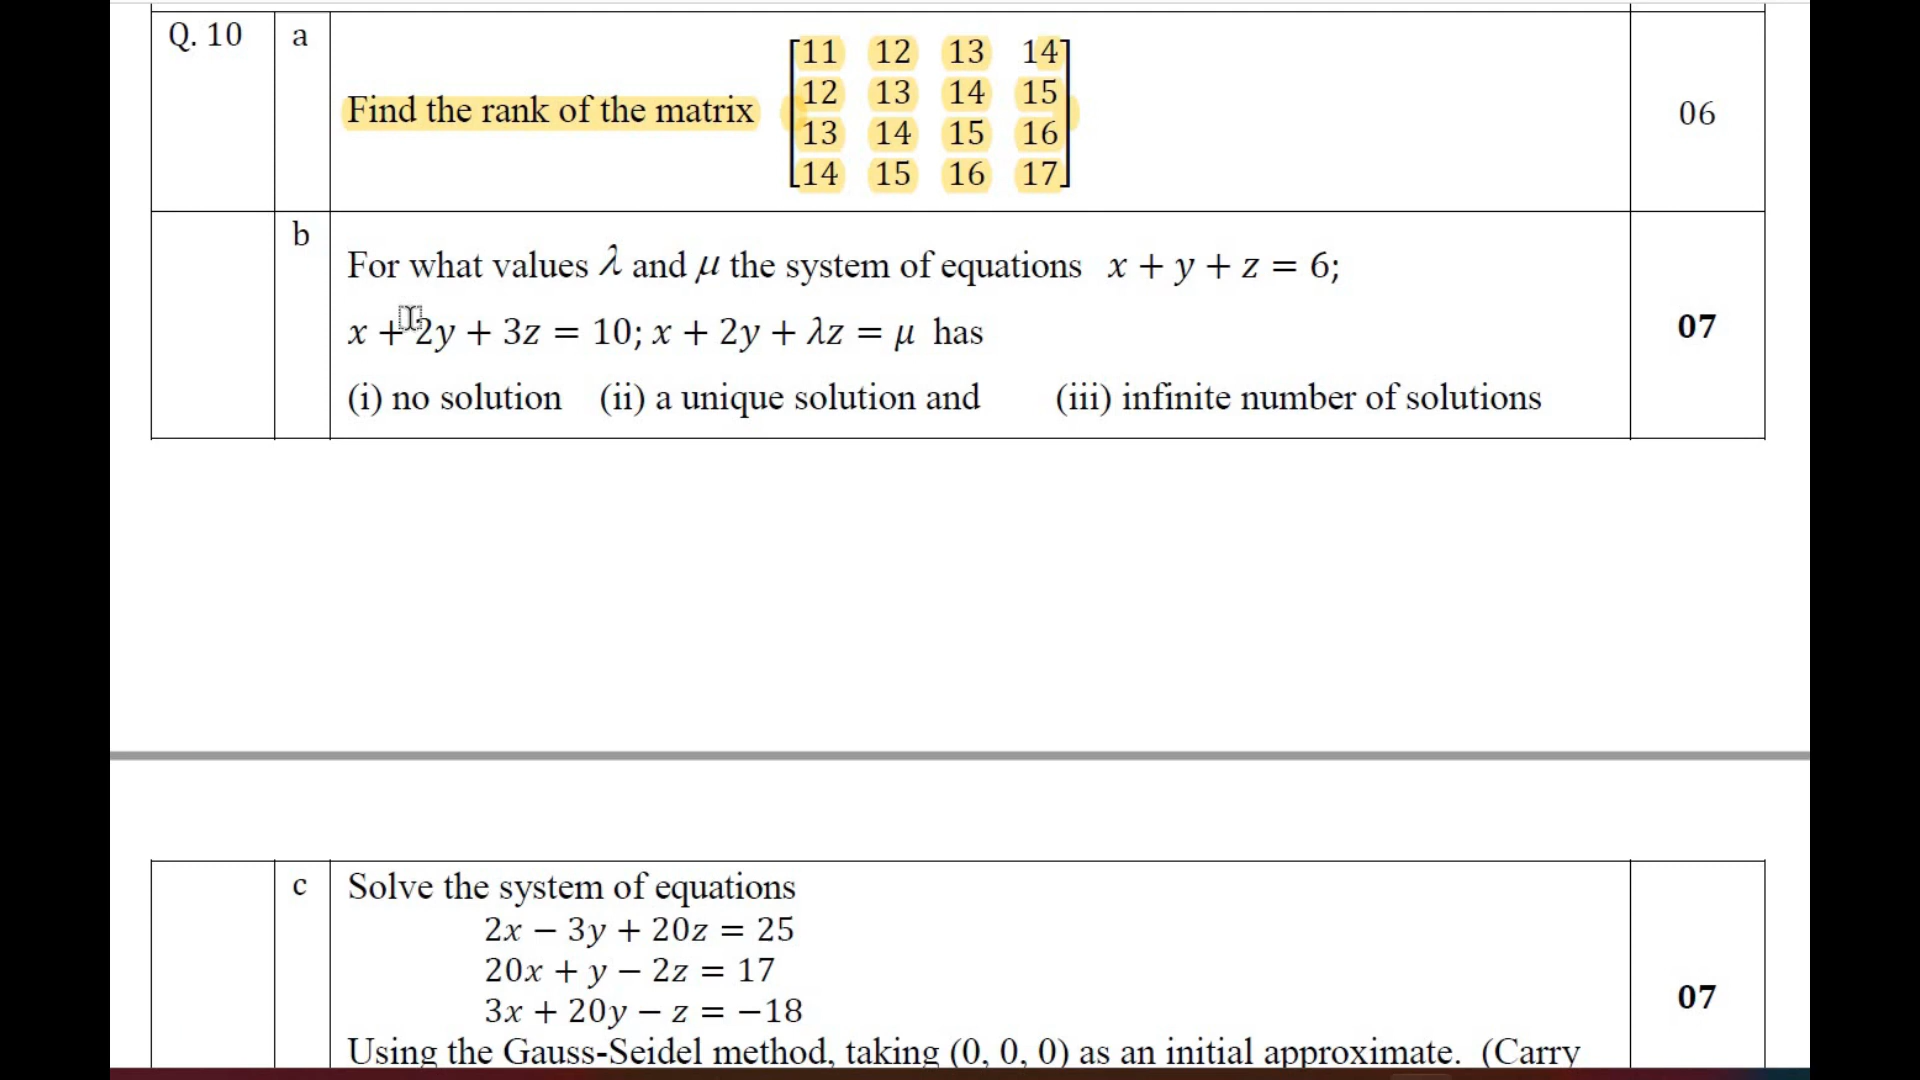 Q. 10 a
Find the rank of the matrix [11 12 13 14
12 13 14 15
13 14 15 16
14 15 16 17] 06
b
For what values λ and μ the system of equations x + y + z = 6;
x + 2y + 3z = 10; x + 2y + λz = μ has 07
(i) no solution (ii) a unique solution and (iii) infinite number of solutions
c Solve the system of equations
2x − 3y + 20z = 25
20x + y − 2z = 17
3x + 20y − z = −18 07
Using the Gauss-Seidel method, taking (0, 0, 0) as an initial approximate. (Carry